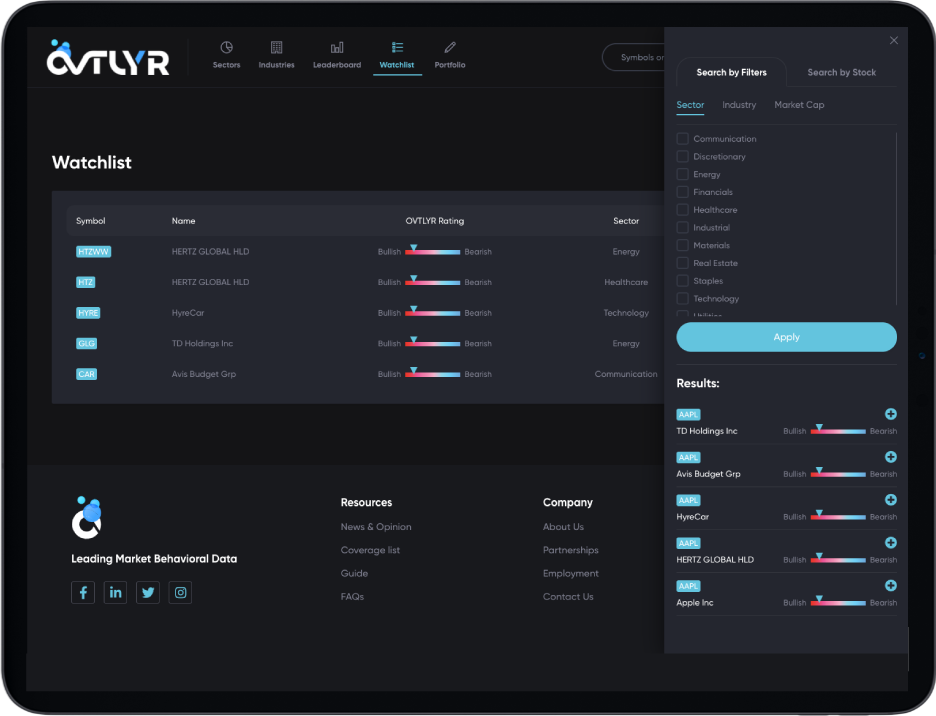 OVTLYR
Sectors
Industries
Leaderboard
Watchlist
Portfolio
Symbols or
Watchlist
Symbol Name OVTLYR Rating Sector
HTZWW HERTZ GLOBAL HLD Bullish Bearish Energy
HTZ HERTZ GLOBAL HLD Bullish Bearish Healthcare
HYRE HyreCar Bullish Bearish Technology
GLG TD Holdings Inc Bullish Bearish Energy
CAR Avis Budget Grp Bullish Bearish Communication
Search by Filters Search by Stock
Sector Industry Market Cap
Communication
Discretionary
Energy
Financials
Healthcare
Industrial
Materials
Real Estate
Staples
Technology
Utilities
Apply
Results:
AAPL
TD Holdings Inc Bullish Bearish
AAPL
Avis Budget Grp Bullish Bearish
AAPL
HyreCar Bullish Bearish
AAPL
HERTZ GLOBAL HLD Bullish Bearish
AAPL
Apple Inc Bullish Bearish
Leading Market Behavioral Data
f in
Resources
News & Opinion
Coverage list
Guide
FAQs
Company
About Us
Partnerships
Employment
Contact Us